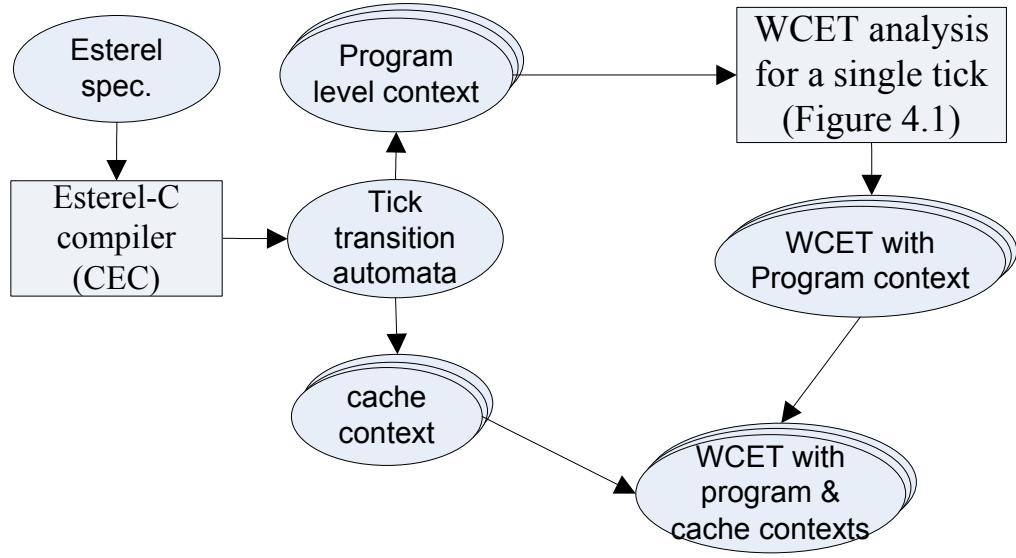 Esterel
spec.
Program
level context
WCET analysis
for a single tick
(Figure 4.1)
Esterel-C
compiler
(CEC)
Tick
transition
automata
WCET with
Program context
cache
context
WCET with
program &
cache contexts